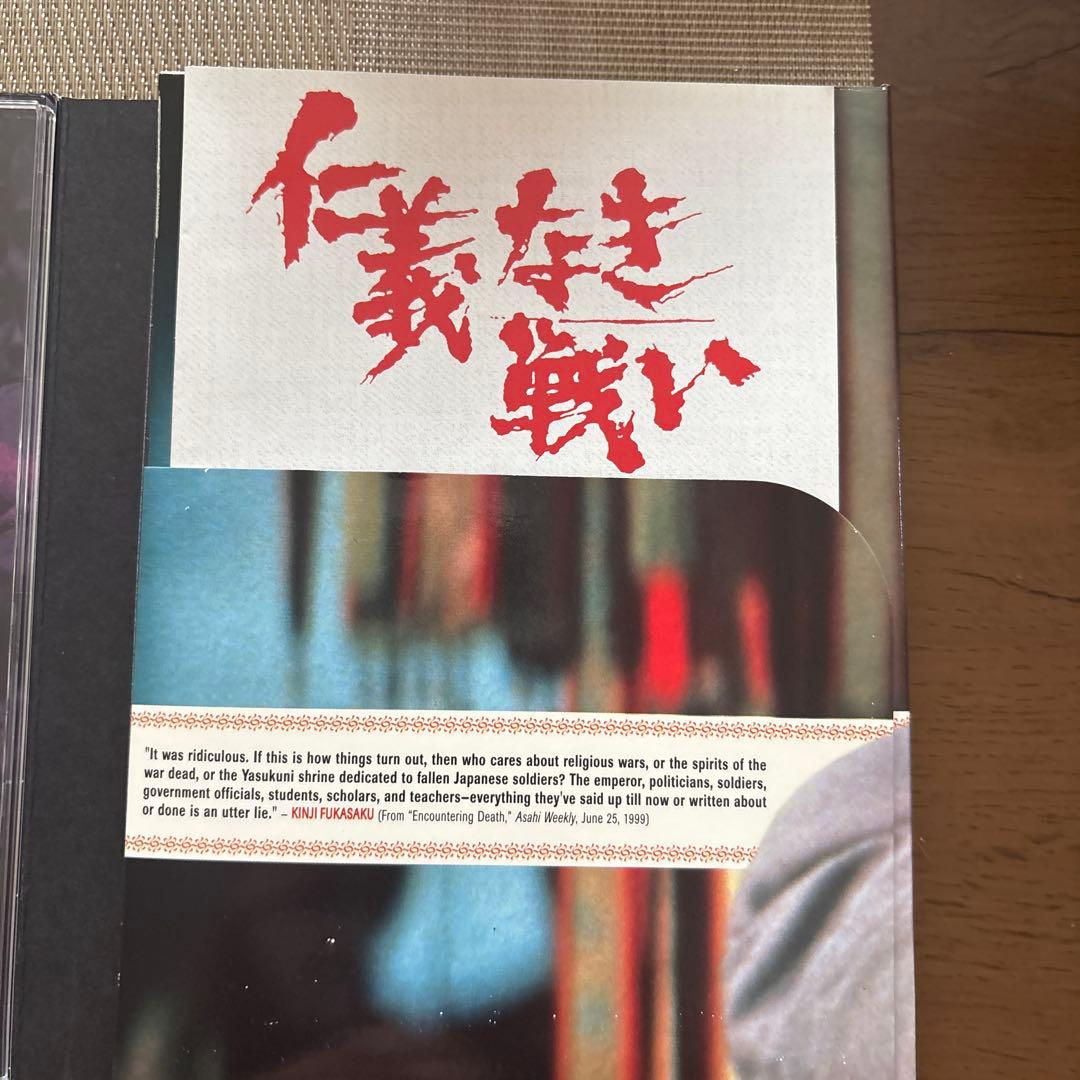 仁義なき
戦い
"It was ridiculous. If this is how things turn out, then who cares about religious wars, or the spirits of the
war dead, or the Yasukuni shrine dedicated to fallen Japanese soldiers? The emperor, politicians, soldiers,
government officials, students, scholars, and teachers—everything they've said up till now or written about
or done is an utter lie." – KINJI FUKASAKU (From “Encountering Death,” Asahi Weekly, June 25, 1999)